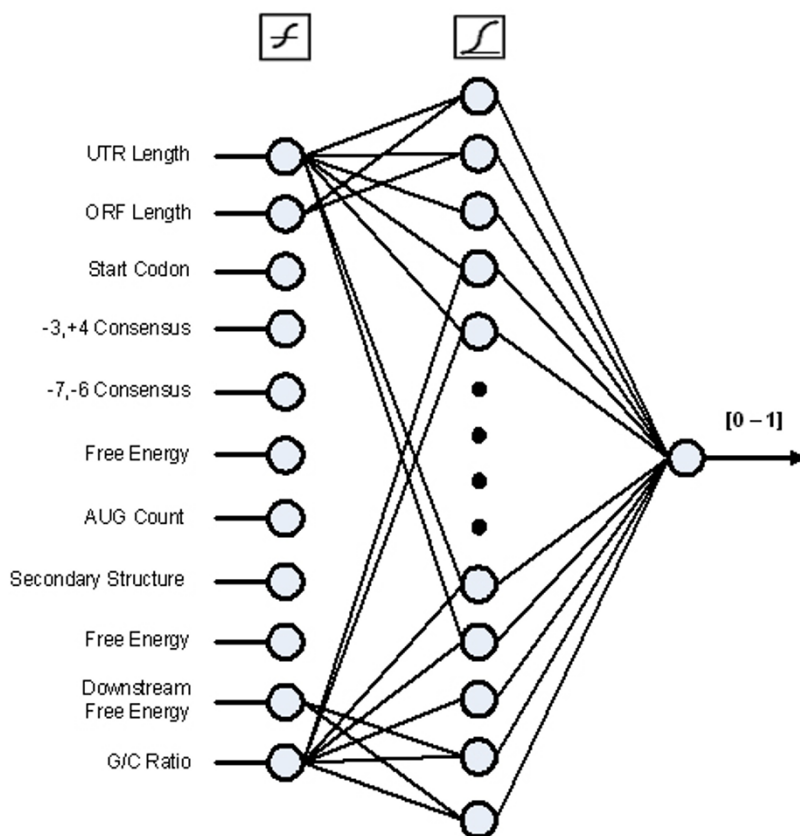 UTR Length
[0 – 1]
ORF Length
Start Codon
-3,+4 Consensus
-7,-6 Consensus
Free Energy
AUG Count
Secondary Structure
Free Energy
Downstream
Free Energy
G/C Ratio